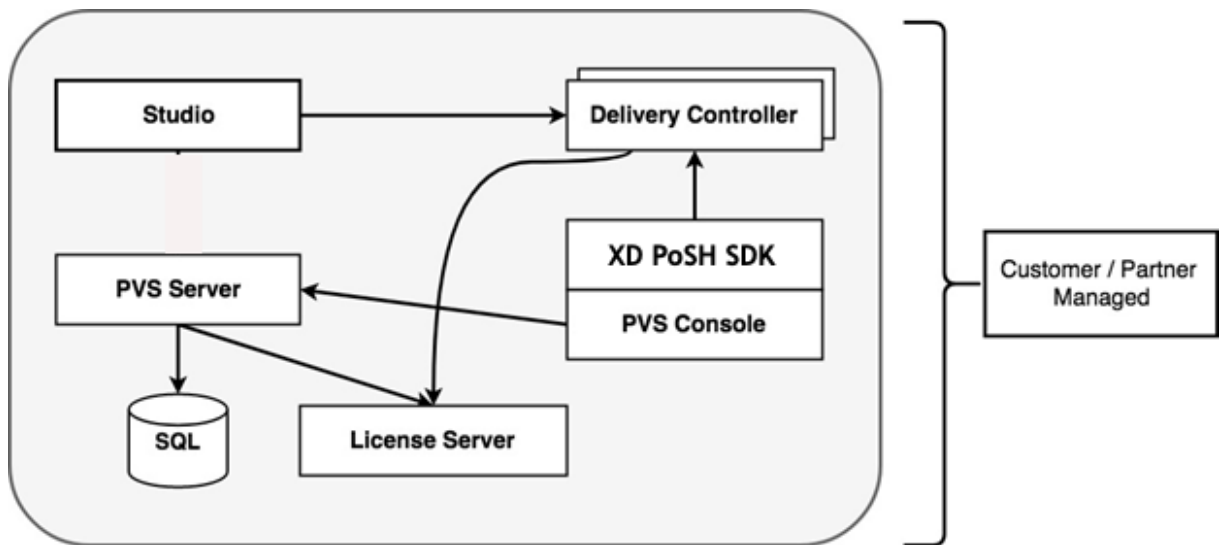 Studio
Delivery Controller
XD PoSH SDK
PVS Server
PVS Console
SQL
License Server
Customer / Partner
Managed